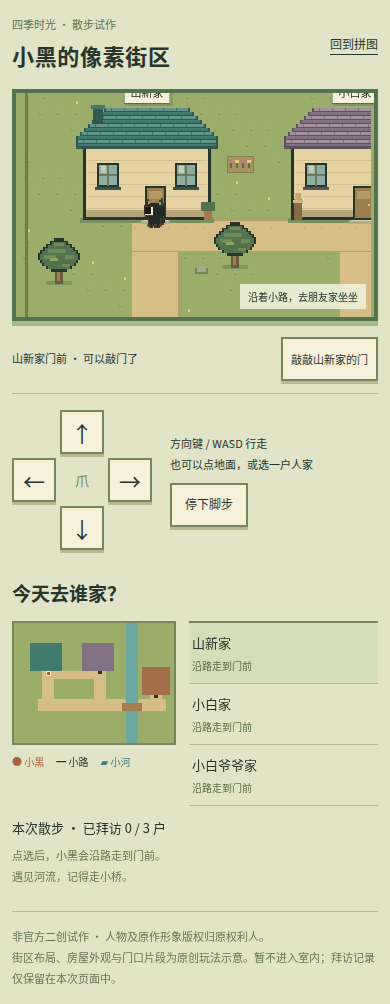 四季时光 · 散步试作
小黑的像素街区
回到拼图
山新家
小白家
沿着小路，去朋友家坐坐
山新家门前 · 可以敲门了
敲敲山新家的门
↑
← 爪 →
↓
方向键 / WASD 行走
也可以点地面，或选一户人家
停下脚步
今天去谁家？
小黑 小路 小河
山新家
沿路走到门前
小白家
沿路走到门前
小白爷爷家
沿路走到门前
本次散步 · 已拜访 0 / 3 户
点选后，小黑会沿路走到门前。
遇见河流，记得走小桥。
非官方二创试作 · 人物及原作形象版权归原权利人。
街区布局、房屋外观与门口片段为原创玩法示意。暂不进入室内；拜访记录
仅保留在本次页面中。